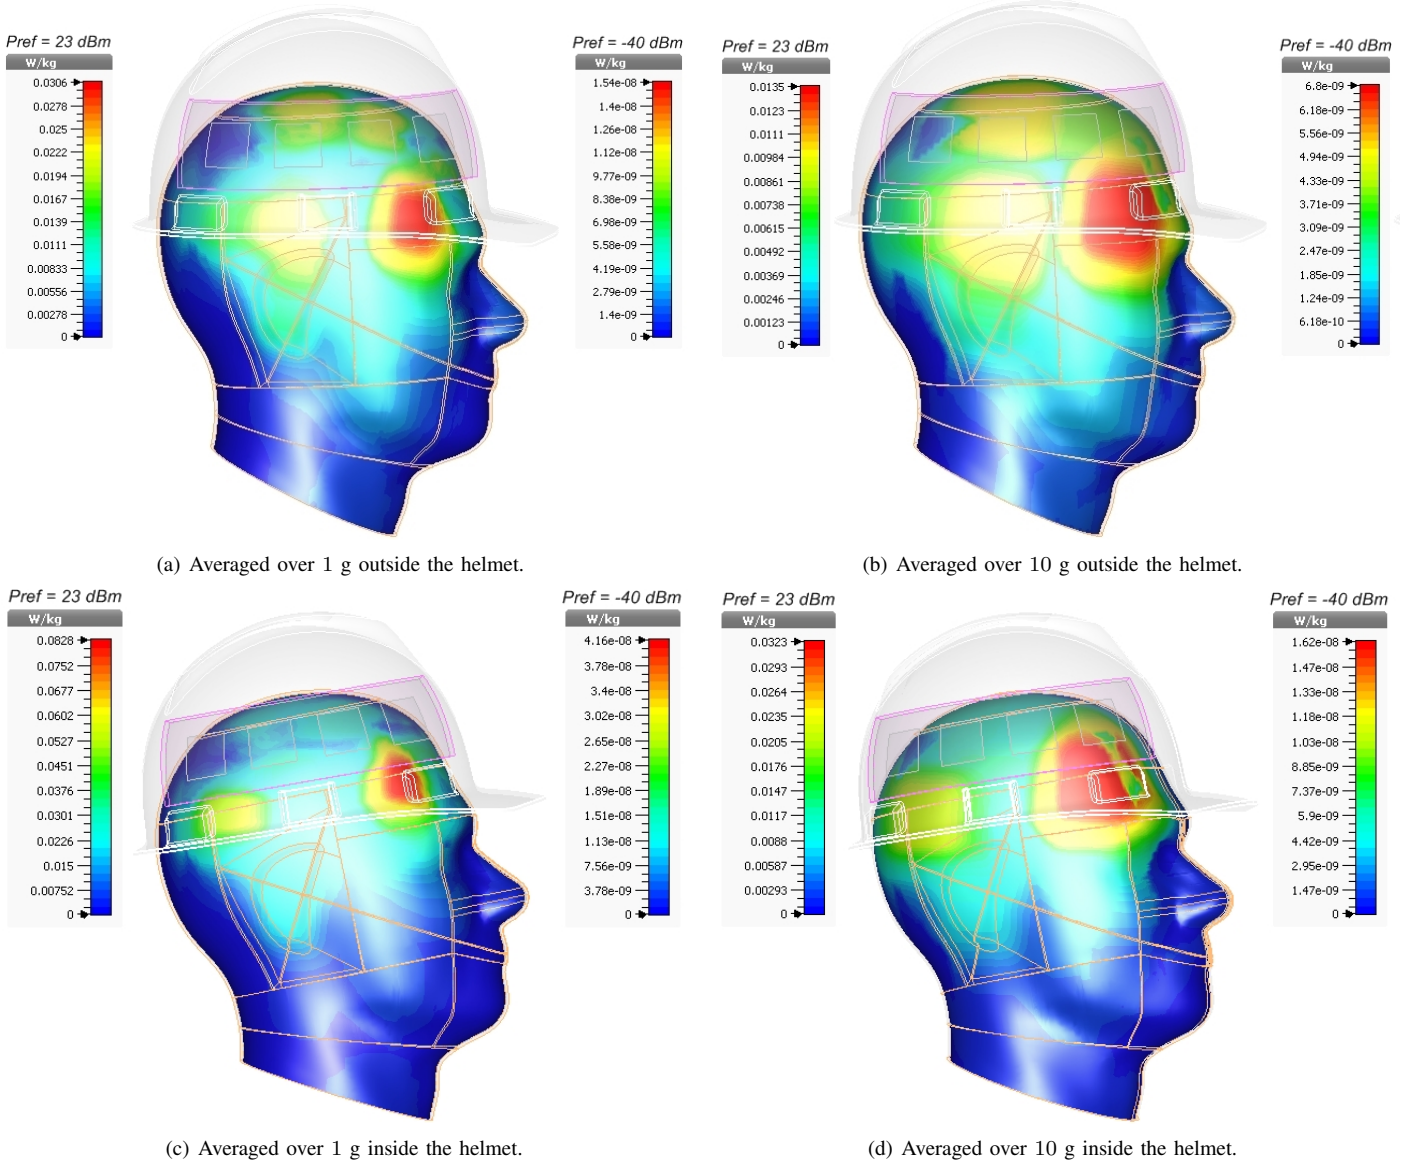 Pref = 23 dBm
W/kg
0.0306
0.0278
0.025
0.0222
0.0194
0.0167
0.0139
0.0111
0.00833
0.00556
0.00278
0
Pref = -40 dBm
W/kg
1.54e-08
1.4e-08
1.26e-08
1.12e-08
9.77e-09
8.38e-09
6.98e-09
5.58e-09
4.19e-09
2.79e-09
1.4e-09
0
(a) Averaged over 1 g outside the helmet.
Pref = 23 dBm
W/kg
0.0135
0.0123
0.0111
0.00984
0.00861
0.00738
0.00615
0.00492
0.00369
0.00246
0.00123
0
Pref = -40 dBm
W/kg
6.8e-09
6.18e-09
5.56e-09
4.94e-09
4.33e-09
3.71e-09
3.09e-09
2.47e-09
1.85e-09
1.24e-09
6.18e-10
0
(b) Averaged over 10 g outside the helmet.
Pref = 23 dBm
W/kg
0.0828
0.0752
0.0677
0.0602
0.0527
0.0451
0.0376
0.0301
0.0226
0.015
0.00752
0
Pref = -40 dBm
W/kg
4.16e-08
3.78e-08
3.4e-08
3.02e-08
2.65e-08
2.27e-08
1.89e-08
1.51e-08
1.13e-08
7.56e-09
3.78e-09
0
(c) Averaged over 1 g inside the helmet.
Pref = 23 dBm
W/kg
0.0323
0.0293
0.0264
0.0235
0.0205
0.0176
0.0147
0.0117
0.0088
0.00587
0.00293
0
Pref = -40 dBm
W/kg
1.62e-08
1.47e-08
1.33e-08
1.18e-08
1.03e-08
8.85e-09
7.37e-09
5.9e-09
4.42e-09
2.95e-09
1.47e-09
0
(d) Averaged over 10 g inside the helmet.